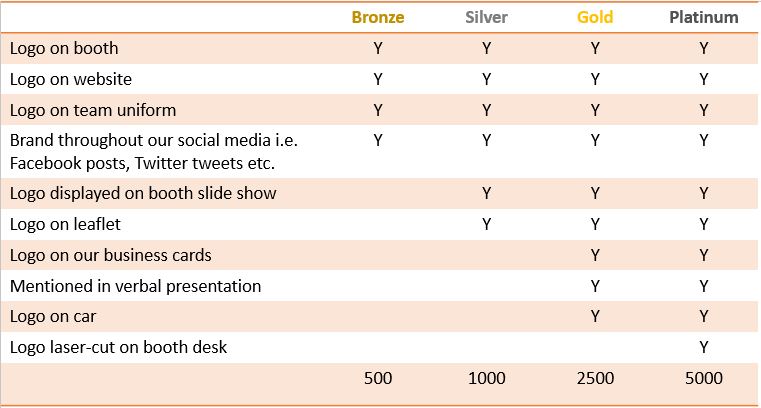 Bronze Silver Gold Platinum
Logo on booth Y Y Y Y
Logo on website Y Y Y Y
Logo on team uniform Y Y Y Y
Brand throughout our social media i.e. Y Y Y Y
Facebook posts, Twitter tweets etc.
Logo displayed on booth slide show Y Y Y
Logo on leaflet Y Y Y
Logo on our business cards Y Y
Mentioned in verbal presentation Y Y
Logo on car Y Y
Logo laser-cut on booth desk Y
500 1000 2500 5000